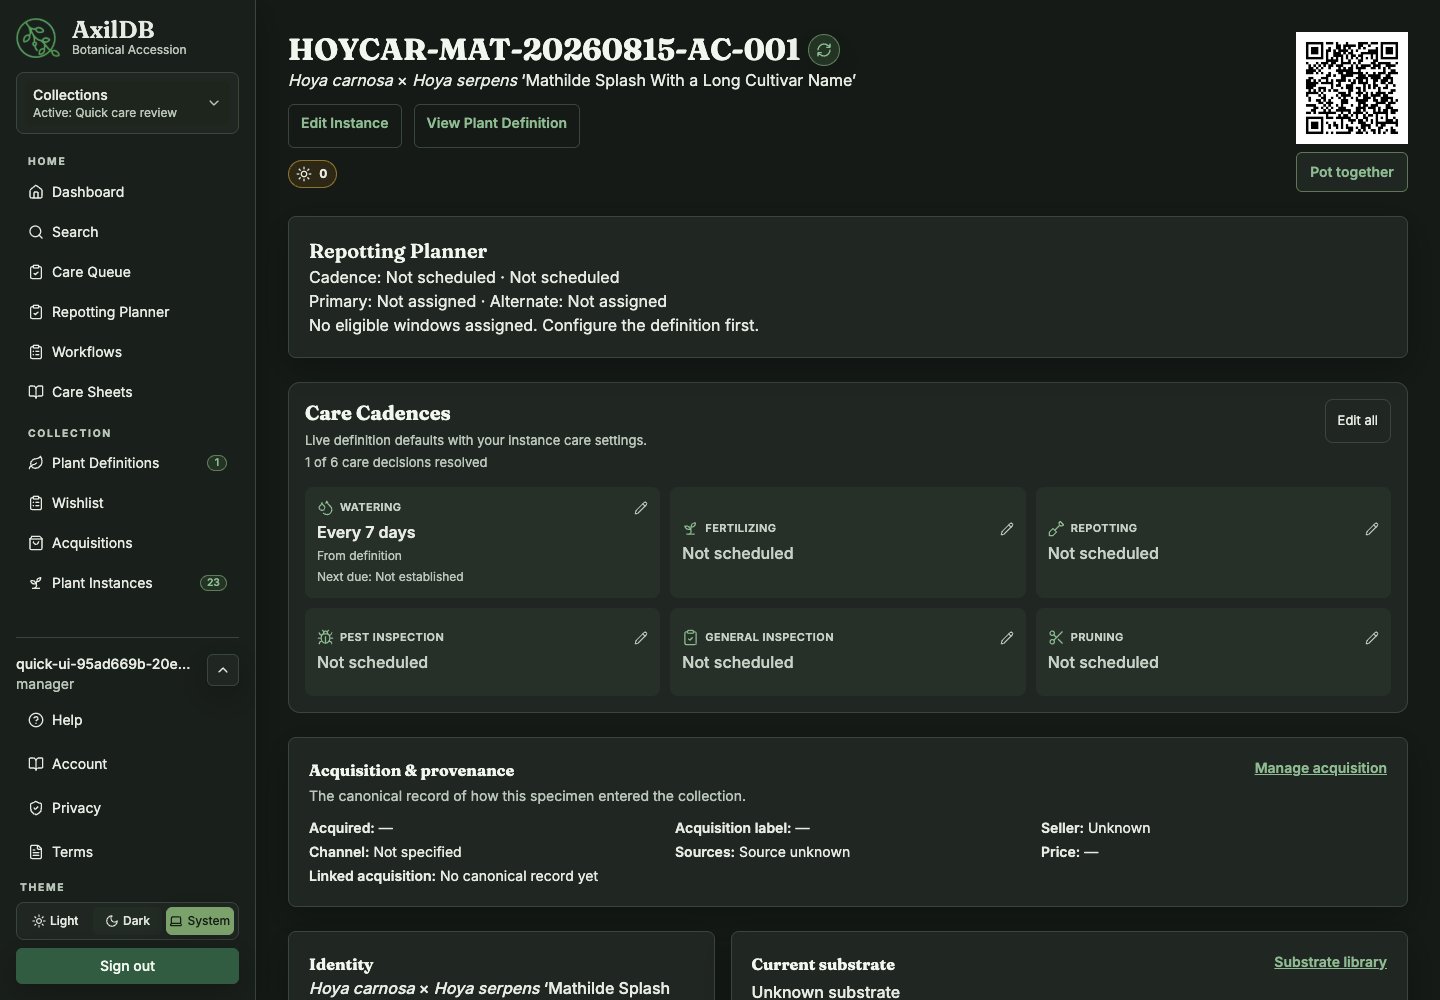 AxilDB
Botanical Accession
Collections
Active: Quick care review
HOME
Dashboard
Search
Care Queue
Repotting Planner
Workflows
Care Sheets
COLLECTION
Plant Definitions 1
Wishlist
Acquisitions
Plant Instances 23
quick-ui-95ad669b-20e...
manager
Help
Account
Privacy
Terms
THEME
Light Dark System
Sign out
HOYCAR-MAT-20260815-AC-001
Hoya carnosa × Hoya serpens 'Mathilde Splash With a Long Cultivar Name'
Edit Instance View Plant Definition
0
Pot together
Repotting Planner
Cadence: Not scheduled · Not scheduled
Primary: Not assigned · Alternate: Not assigned
No eligible windows assigned. Configure the definition first.
Care Cadences
Edit all
Live definition defaults with your instance care settings.
1 of 6 care decisions resolved
WATERING
Every 7 days
From definition
Next due: Not established
FERTILIZING
Not scheduled
REPOTTING
Not scheduled
PEST INSPECTION
Not scheduled
GENERAL INSPECTION
Not scheduled
PRUNING
Not scheduled
Acquisition & provenance
Manage acquisition
The canonical record of how this specimen entered the collection.
Acquired: — Acquisition label: — Seller: Unknown
Channel: Not specified Sources: Source unknown Price: —
Linked acquisition: No canonical record yet
Identity
Hoya carnosa × Hoya serpens 'Mathilde Splash
Current substrate
Substrate library
Unknown substrate